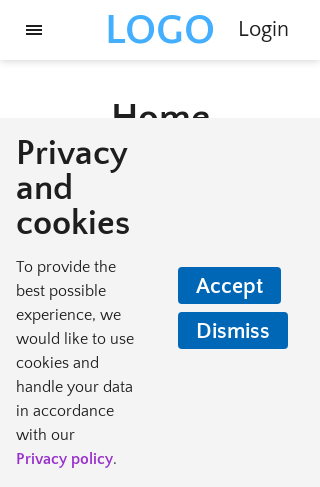 LOGO Login
Home
Privacy
and
cookies
To provide the
best possible
experience, we
would like to use
cookies and
handle your data
in accordance
with our
Privacy policy.
Accept
Dismiss